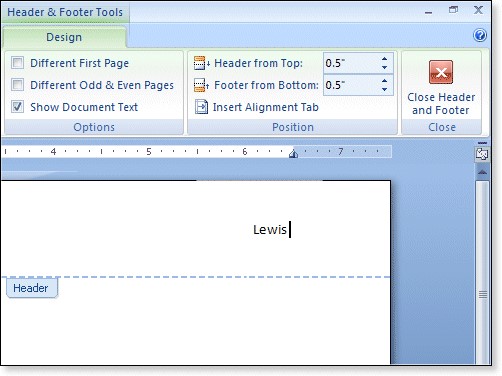 Header & Footer Tools
Design
Different First Page
Different Odd & Even Pages
Show Document Text
Options
Header from Top: 0.5"
Footer from Bottom: 0.5"
Insert Alignment Tab
Position
Close Header
and Footer
Close
4 5 6 7
Lewis
Header